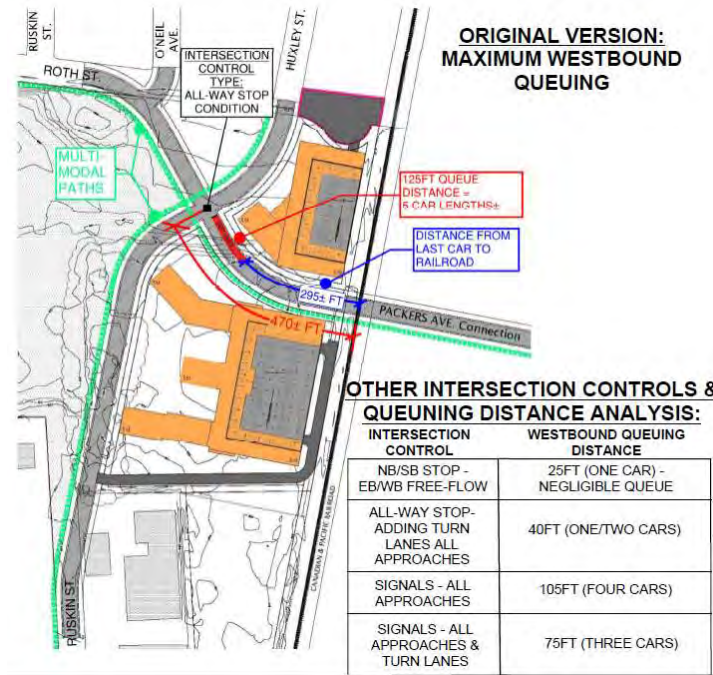 RUSKIN
ST.
O'NEIL
AVE.
HUXLEY ST.
ROTH ST.
INTERSECTION
CONTROL
TYPE:
ALL-WAY STOP
CONDITION
ORIGINAL VERSION:
MAXIMUM WESTBOUND
QUEUING
MULTI-
MODAL
PATHS
125FT QUEUE
DISTANCE =
5 CAR LENGTHS±
DISTANCE FROM
LAST CAR TO
RAILROAD
295± FT
470± FT
PACKERS AVE. Connection
CANADIAN & PACIFIC RAILROAD
RUSKIN ST.
OTHER INTERSECTION CONTROLS &
QUEUNING DISTANCE ANALYSIS:
INTERSECTION
CONTROL
WESTBOUND QUEUING
DISTANCE
NB/SB STOP -
EB/WB FREE-FLOW
25FT (ONE CAR) -
NEGLIGIBLE QUEUE
ALL-WAY STOP-
ADDING TURN
LANES ALL
APPROACHES
40FT (ONE/TWO CARS)
SIGNALS - ALL
APPROACHES
105FT (FOUR CARS)
SIGNALS - ALL
APPROACHES &
TURN LANES
75FT (THREE CARS)